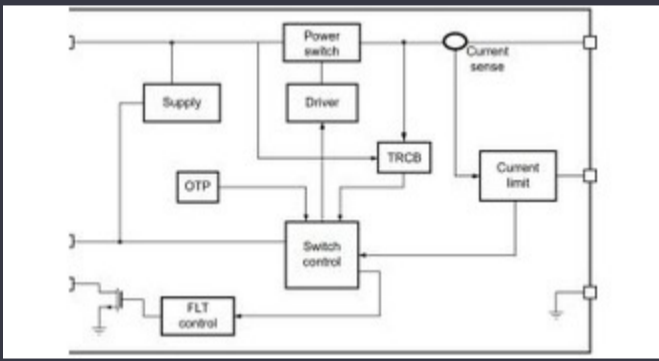 Power
switch
Current
sense
Supply
Driver
TRCB
Current
limit
OTP
Switch
control
FLT
control